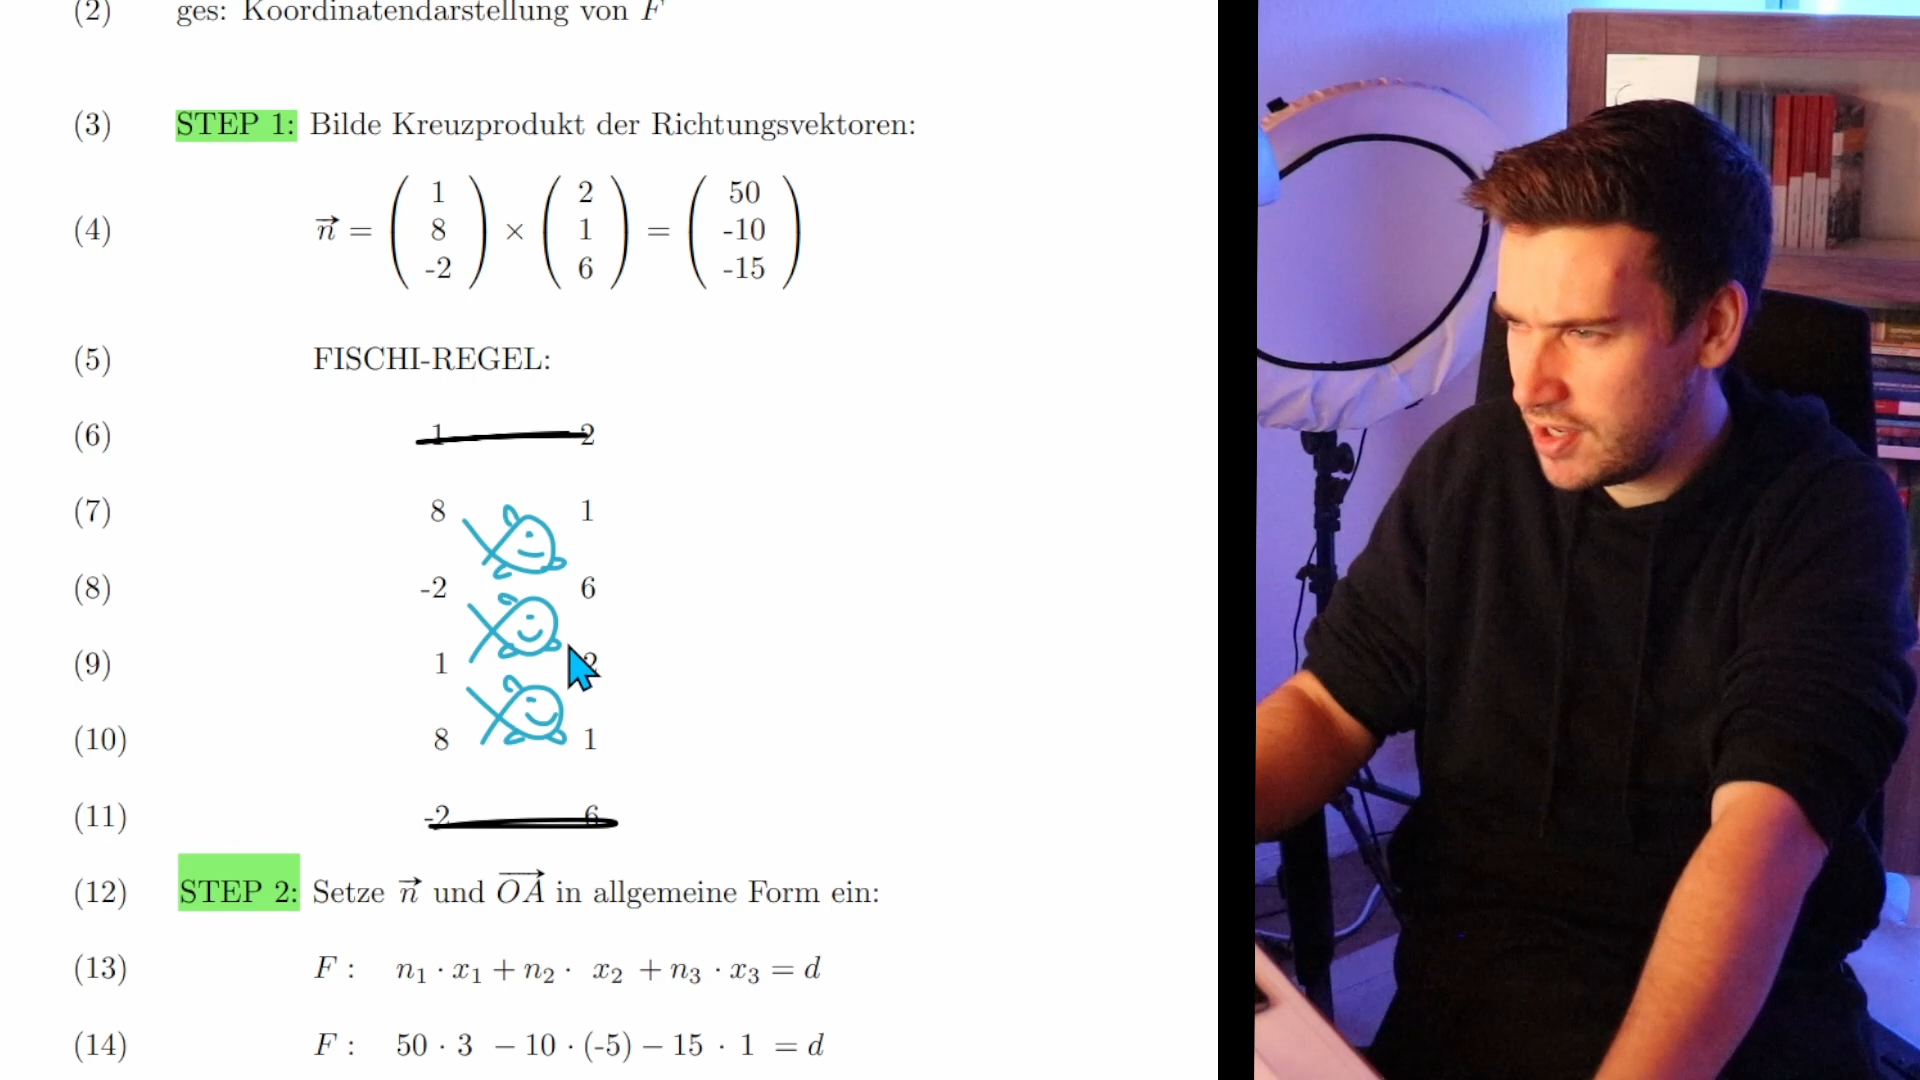 (2) ges: Koordinatendarstellung von F
(3) STEP 1: Bilde Kreuzprodukt der Richtungsvektoren:
(4) n⃗ = ( 1 8 -2 ) × ( 2 1 6 ) = ( 50 -10 -15 )
(5) FISCHI-REGEL:
(6) 1 2
(7) 8 1
(8) -2 6
(9) 1 2
(10) 8 1
(11) -2 6
(12) STEP 2: Setze n⃗ und OA⃗ in allgemeine Form ein:
(13) F : n₁ · x₁ + n₂ · x₂ + n₃ · x₃ = d
(14) F : 50 · 3 − 10 · (-5) − 15 · 1 = d